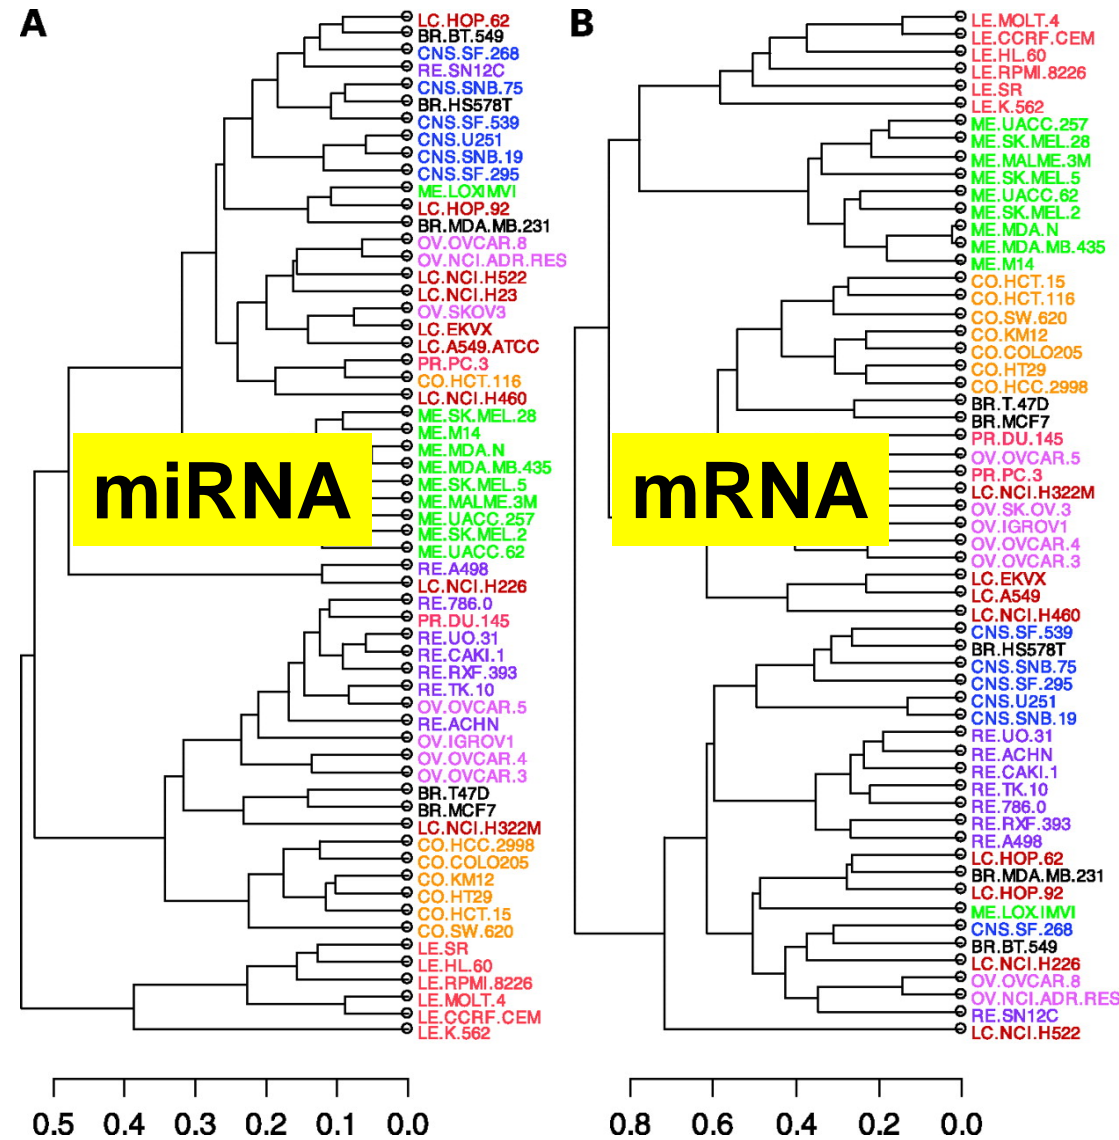 A
LC.HOP.62
BR.BT.549
CNS.SF.268
RE.SN12C
CNS.SNB.75
BR.HS578T
CNS.SF.539
CNS.U251
CNS.SNB.19
CNS.SF.295
ME.LOXIMVI
LC.HOP.92
BR.MDA.MB.231
OV.OVCAR.8
OV.NCI.ADR.RES
LC.NCI.H522
LC.NCI.H23
OV.SKOV3
LC.EKVX
LC.A549.ATCC
PR.PC.3
CO.HCT.116
LC.NCI.H460
ME.SK.MEL.28
ME.M14
ME.MDA.N
ME.MDA.MB.435
ME.SK.MEL.5
ME.MALME.3M
ME.UACC.257
ME.SK.MEL.2
ME.UACC.62
RE.A498
LC.NCI.H226
RE.786.0
PR.DU.145
RE.UO.31
RE.CAKI.1
RE.RXF.393
RE.TK.10
OV.OVCAR.5
RE.ACHN
OV.IGROV1
OV.OVCAR.4
OV.OVCAR.3
BR.T47D
BR.MCF7
LC.NCI.H322M
CO.HCC.2998
CO.COLO205
CO.KM12
CO.HT29
CO.HCT.15
CO.SW.620
LE.SR
LE.HL.60
LE.RPMI.8226
LE.MOLT.4
LE.CCRF.CEM
LE.K.562
miRNA
0.5 0.4 0.3 0.2 0.1 0.0
B
LE.MOLT.4
LE.CCRF.CEM
LE.HL.60
LE.RPMI.8226
LE.SR
LE.K.562
ME.UACC.257
ME.SK.MEL.28
ME.MALME.3M
ME.SK.MEL.5
ME.UACC.62
ME.SK.MEL.2
ME.MDA.N
ME.MDA.MB.435
ME.M14
CO.HCT.15
CO.HCT.116
CO.SW.620
CO.KM12
CO.COLO205
CO.HT29
CO.HCC.2998
BR.T.47D
BR.MCF7
PR.DU.145
OV.OVCAR.5
PR.PC.3
LC.NCI.H322M
OV.SK.OV.3
OV.IGROV1
OV.OVCAR.4
OV.OVCAR.3
LC.EKVX
LC.A549
LC.NCI.H460
CNS.SF.539
BR.HS578T
CNS.SNB.75
CNS.SF.295
CNS.U251
CNS.SNB.19
RE.UO.31
RE.ACHN
RE.CAKI.1
RE.TK.10
RE.786.0
RE.RXF.393
RE.A498
LC.HOP.62
BR.MDA.MB.231
LC.HOP.92
ME.LOX.IMVI
CNS.SF.268
BR.BT.549
LC.NCI.H226
OV.OVCAR.8
OV.NCI.ADR.RES
RE.SN12C
LC.NCI.H522
mRNA
0.8 0.6 0.4 0.2 0.0